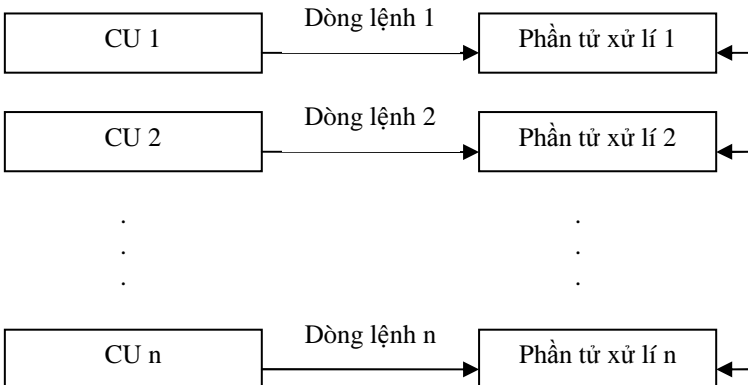 Dòng lệnh 1
CU 1
Phần tử xử lí 1
Dòng lệnh 2
CU 2
Phần tử xử lí 2
.
.
.
.
.
.
Dòng lệnh n
CU n
Phần tử xử lí n